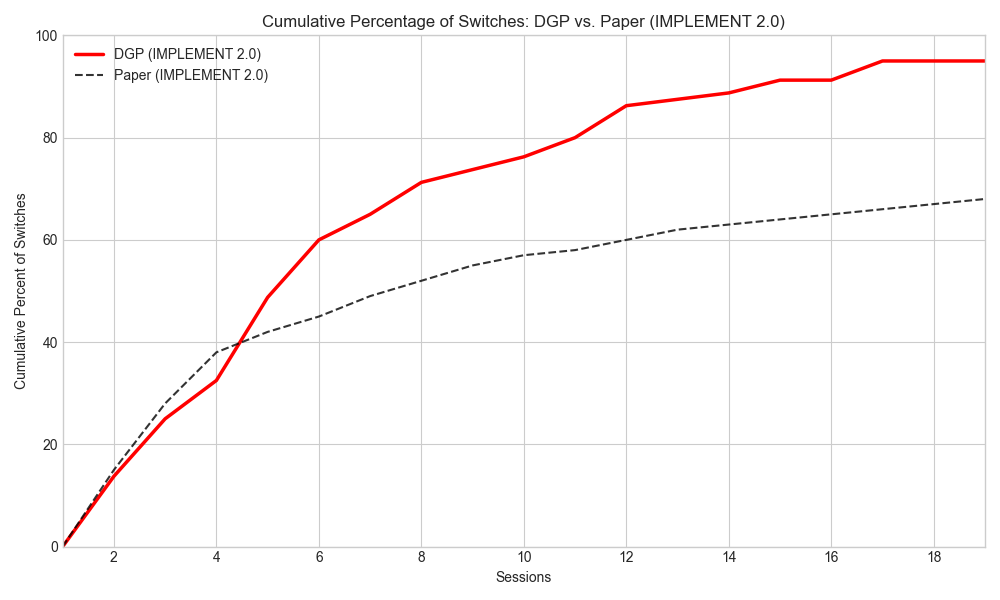 Cumulative Percentage of Switches: DGP vs. Paper (IMPLEMENT 2.0)
DGP (IMPLEMENT 2.0)
Paper (IMPLEMENT 2.0)
Cumulative Percent of Switches
100
80
60
40
20
0
2 4 6 8 10 12 14 16 18
Sessions